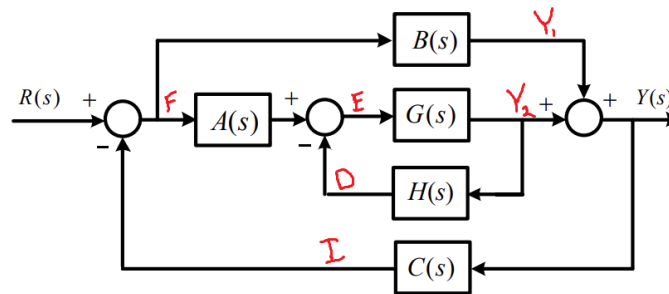 B(s)
Y₁
R(s)
+
F
A(s)
+
E
G(s)
Y₂
+
+
Y(s)
−
−
D
H(s)
I
C(s)